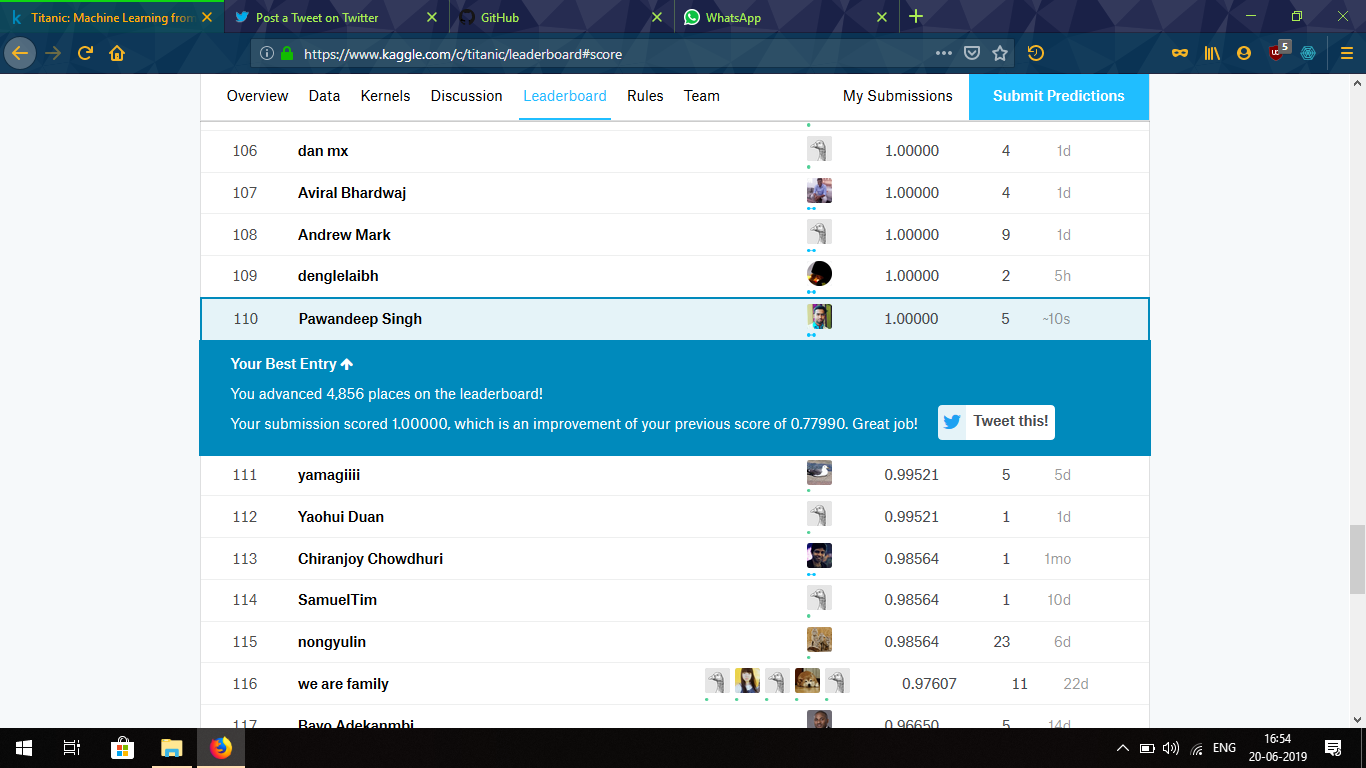 Titanic: Machine Learning from
Post a Tweet on Twitter
GitHub
WhatsApp
https://www.kaggle.com/c/titanic/leaderboard#score
5
Overview Data Kernels Discussion Leaderboard Rules Team My Submissions Submit Predictions
106 dan mx 1.00000 4 1d
107 Aviral Bhardwaj 1.00000 4 1d
108 Andrew Mark 1.00000 9 1d
109 denglelaibh 1.00000 2 5h
110 Pawandeep Singh 1.00000 5 ~10s
Your Best Entry
You advanced 4,856 places on the leaderboard!
Your submission scored 1.00000, which is an improvement of your previous score of 0.77990. Great job! Tweet this!
111 yamagiiii 0.99521 5 5d
112 Yaohui Duan 0.99521 1 1d
113 Chiranjoy Chowdhuri 0.98564 1 1mo
114 SamuelTim 0.98564 1 10d
115 nongyulin 0.98564 23 6d
116 we are family 0.97607 11 22d
117 Bayo Adekanmbi 0.96650 5 14d
ENG
16:54
20-06-2019